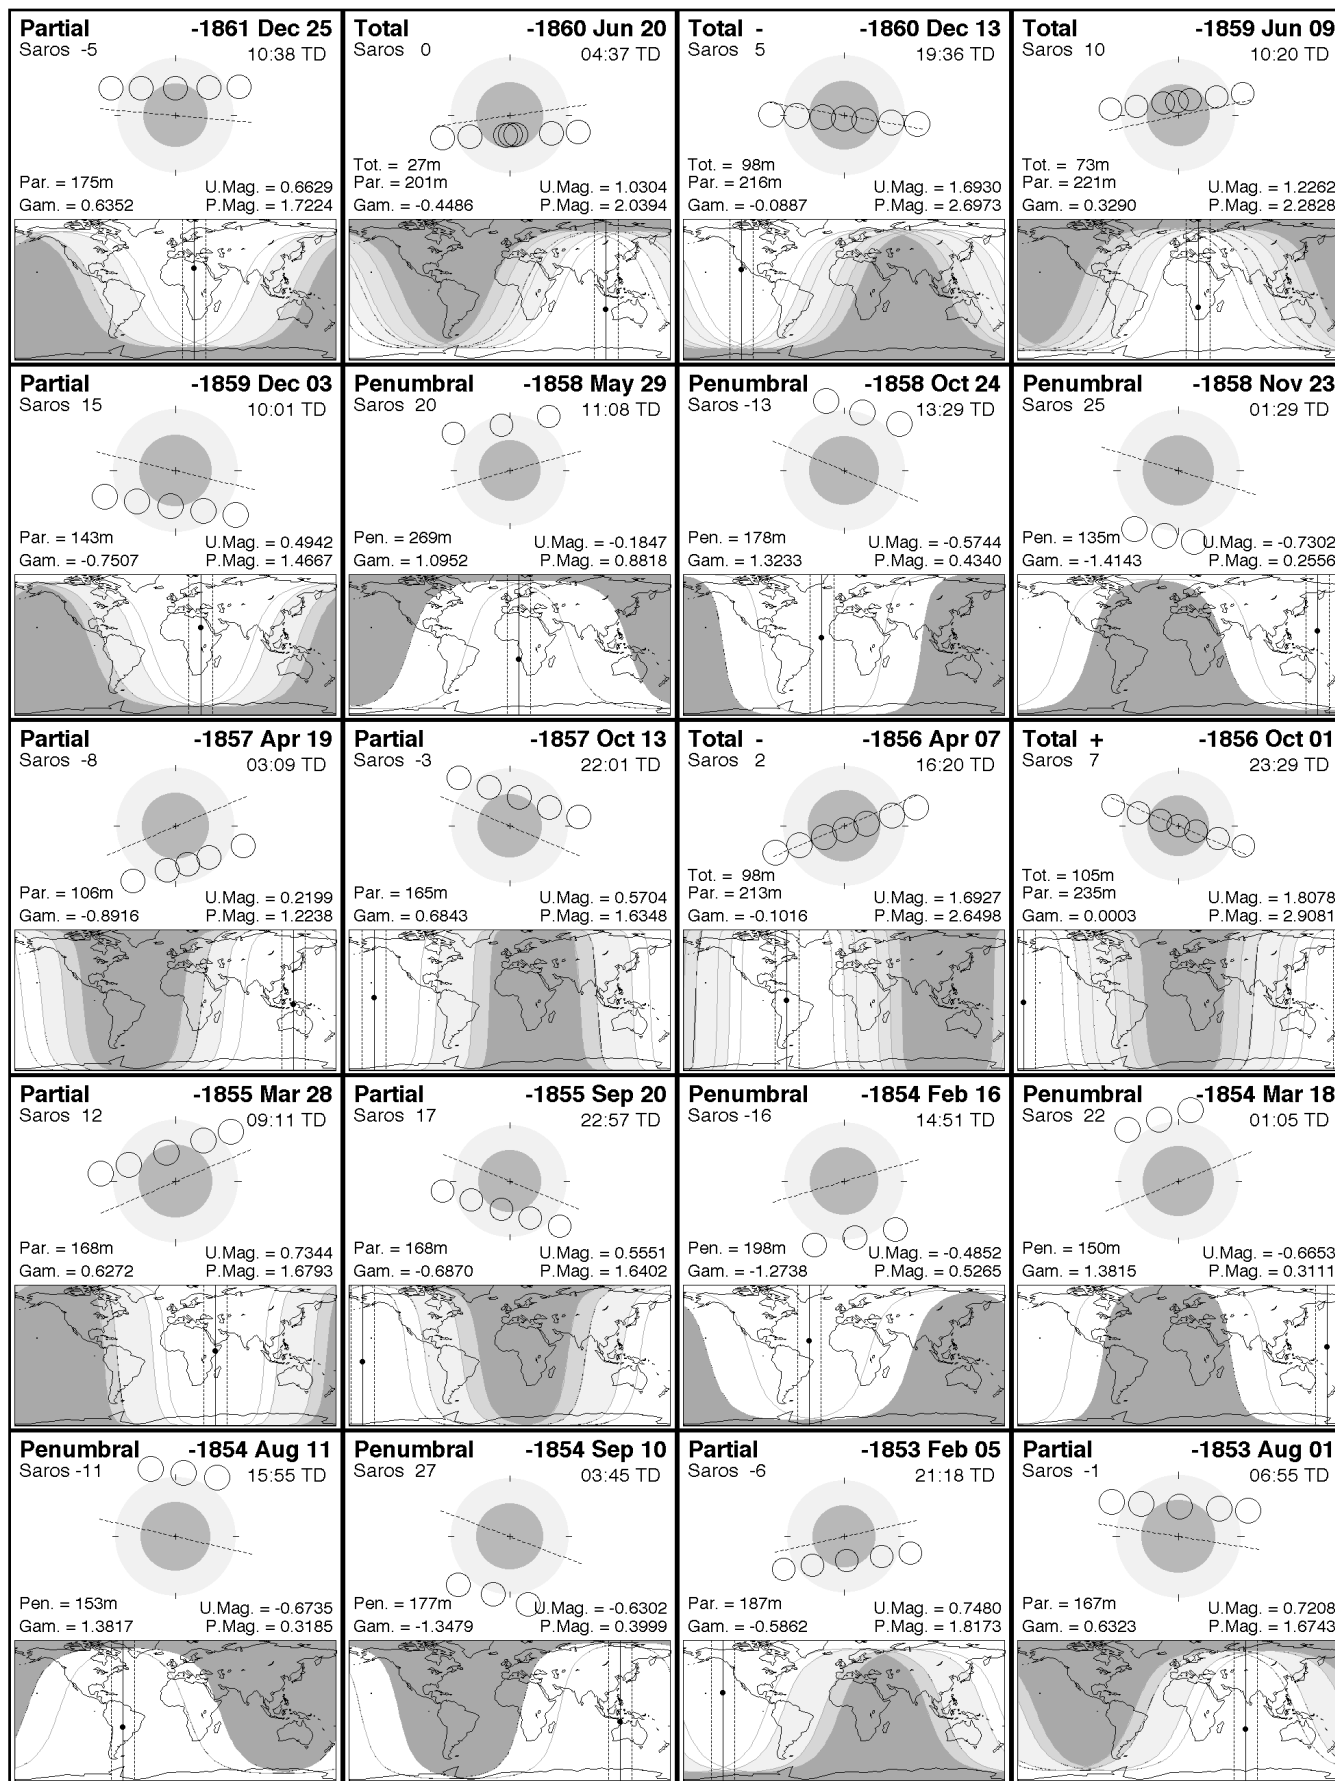 Partial -1861 Dec 25
Saros -5 10:38 TD
Par. = 175m U.Mag. = 0.6629
Gam. = 0.6352 P.Mag. = 1.7224
Total -1860 Jun 20
Saros 0 04:37 TD
Tot. = 27m
Par. = 201m U.Mag. = 1.0304
Gam. = -0.4486 P.Mag. = 2.0394
Total - -1860 Dec 13
Saros 5 19:36 TD
Tot. = 98m
Par. = 216m U.Mag. = 1.6930
Gam. = -0.0887 P.Mag. = 2.6973
Total -1859 Jun 09
Saros 10 10:20 TD
Tot. = 73m
Par. = 221m U.Mag. = 1.2262
Gam. = 0.3290 P.Mag. = 2.2828
Partial -1859 Dec 03
Saros 15 10:01 TD
Par. = 143m U.Mag. = 0.4942
Gam. = -0.7507 P.Mag. = 1.4667
Penumbral -1858 May 29
Saros 20 11:08 TD
Pen. = 269m U.Mag. = -0.1847
Gam. = 1.0952 P.Mag. = 0.8818
Penumbral -1858 Oct 24
Saros -13 13:29 TD
Pen. = 178m U.Mag. = -0.5744
Gam. = 1.3233 P.Mag. = 0.4340
Penumbral -1858 Nov 23
Saros 25 01:29 TD
Pen. = 135m U.Mag. = -0.7302
Gam. = -1.4143 P.Mag. = 0.2556
Partial -1857 Apr 19
Saros -8 03:09 TD
Par. = 106m U.Mag. = 0.2199
Gam. = -0.8916 P.Mag. = 1.2238
Partial -1857 Oct 13
Saros -3 22:01 TD
Par. = 165m U.Mag. = 0.5704
Gam. = 0.6843 P.Mag. = 1.6348
Total - -1856 Apr 07
Saros 2 16:20 TD
Tot. = 98m
Par. = 213m U.Mag. = 1.6927
Gam. = -0.1016 P.Mag. = 2.6498
Total + -1856 Oct 01
Saros 7 23:29 TD
Tot. = 105m
Par. = 235m U.Mag. = 1.8078
Gam. = 0.0003 P.Mag. = 2.9081
Partial -1855 Mar 28
Saros 12 09:11 TD
Par. = 168m U.Mag. = 0.7344
Gam. = 0.6272 P.Mag. = 1.6793
Partial -1855 Sep 20
Saros 17 22:57 TD
Par. = 168m U.Mag. = 0.5551
Gam. = -0.6870 P.Mag. = 1.6402
Penumbral -1854 Feb 16
Saros -16 14:51 TD
Pen. = 198m U.Mag. = -0.4852
Gam. = -1.2738 P.Mag. = 0.5265
Penumbral -1854 Mar 18
Saros 22 01:05 TD
Pen. = 150m U.Mag. = -0.6653
Gam. = 1.3815 P.Mag. = 0.3111
Penumbral -1854 Aug 11
Saros -11 15:55 TD
Pen. = 153m U.Mag. = -0.6735
Gam. = 1.3817 P.Mag. = 0.3185
Penumbral -1854 Sep 10
Saros 27 03:45 TD
Pen. = 177m U.Mag. = -0.6302
Gam. = -1.3479 P.Mag. = 0.3999
Partial -1853 Feb 05
Saros -6 21:18 TD
Par. = 187m U.Mag. = 0.7480
Gam. = -0.5862 P.Mag. = 1.8173
Partial -1853 Aug 01
Saros -1 06:55 TD
Par. = 167m U.Mag. = 0.7208
Gam. = 0.6323 P.Mag. = 1.6743